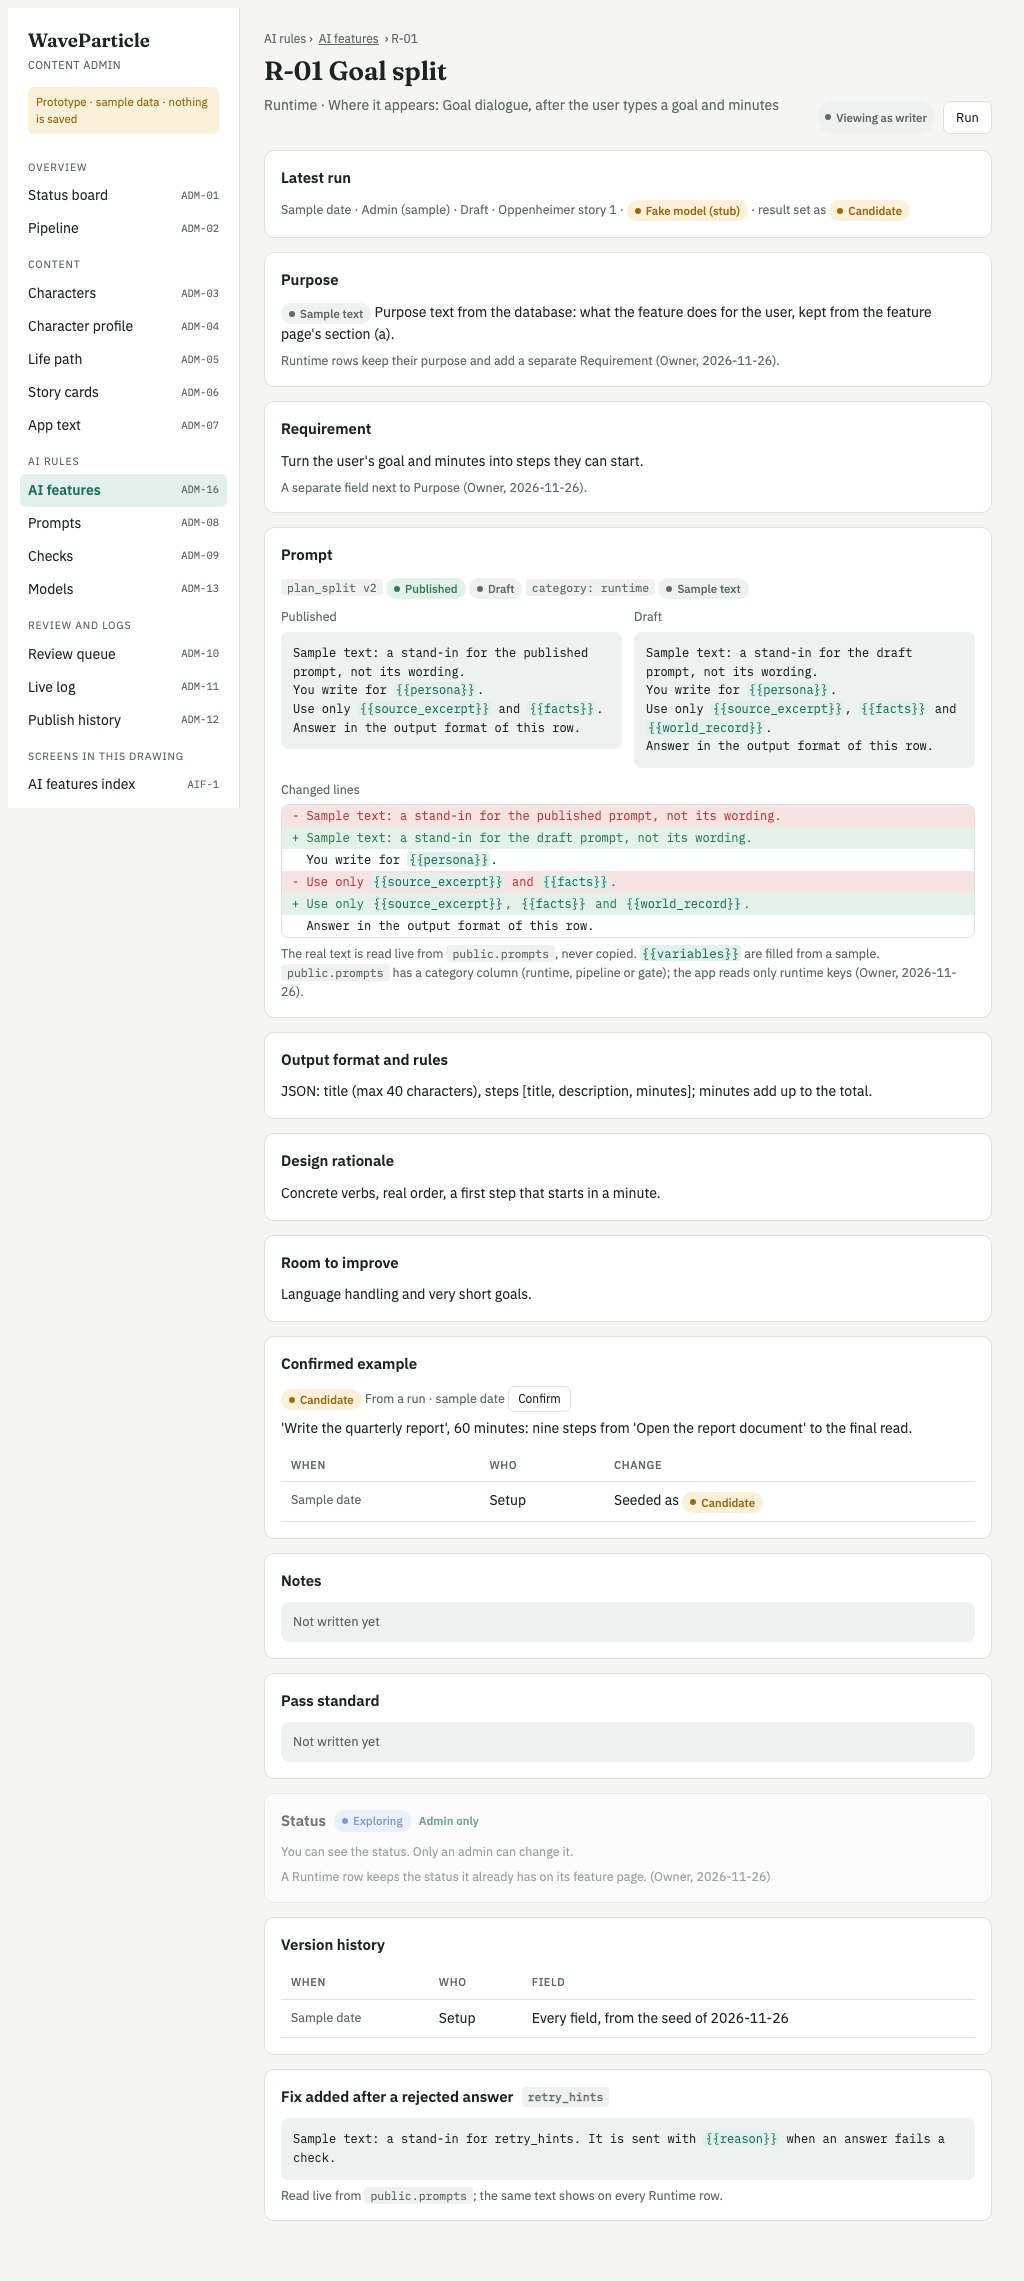 WaveParticle
CONTENT ADMIN
Prototype · sample data · nothing
is saved
OVERVIEW
Status board ADM-01
Pipeline ADM-02
CONTENT
Characters ADM-03
Character profile ADM-04
Life path ADM-05
Story cards ADM-06
App text ADM-07
AI RULES
AI features ADM-16
Prompts ADM-08
Checks ADM-09
Models ADM-13
REVIEW AND LOGS
Review queue ADM-10
Live log ADM-11
Publish history ADM-12
SCREENS IN THIS DRAWING
AI features index AIF-1
AI rules › AI features › R-01
R-01 Goal split
Runtime · Where it appears: Goal dialogue, after the user types a goal and minutes
Viewing as writer Run
Latest run
Sample date · Admin (sample) · Draft · Oppenheimer story 1 · Fake model (stub) · result set as Candidate
Purpose
Sample text Purpose text from the database: what the feature does for the user, kept from the feature
page's section (a).
Runtime rows keep their purpose and add a separate Requirement (Owner, 2026-11-26).
Requirement
Turn the user's goal and minutes into steps they can start.
A separate field next to Purpose (Owner, 2026-11-26).
Prompt
plan_split v2 Published Draft category: runtime Sample text
Published
Sample text: a stand-in for the published
prompt, not its wording.
You write for {{persona}}.
Use only {{source_excerpt}} and {{facts}}.
Answer in the output format of this row.
Draft
Sample text: a stand-in for the draft
prompt, not its wording.
You write for {{persona}}.
Use only {{source_excerpt}}, {{facts}} and
{{world_record}}.
Answer in the output format of this row.
Changed lines
- Sample text: a stand-in for the published prompt, not its wording.
+ Sample text: a stand-in for the draft prompt, not its wording.
You write for {{persona}}.
- Use only {{source_excerpt}} and {{facts}}.
+ Use only {{source_excerpt}}, {{facts}} and {{world_record}}.
Answer in the output format of this row.
The real text is read live from public.prompts, never copied. {{variables}} are filled from a sample.
public.prompts has a category column (runtime, pipeline or gate); the app reads only runtime keys (Owner, 2026-11-
26).
Output format and rules
JSON: title (max 40 characters), steps [title, description, minutes]; minutes add up to the total.
Design rationale
Concrete verbs, real order, a first step that starts in a minute.
Room to improve
Language handling and very short goals.
Confirmed example
Candidate From a run · sample date Confirm
'Write the quarterly report', 60 minutes: nine steps from 'Open the report document' to the final read.
WHEN WHO CHANGE
Sample date Setup Seeded as Candidate
Notes
Not written yet
Pass standard
Not written yet
Status Exploring Admin only
You can see the status. Only an admin can change it.
A Runtime row keeps the status it already has on its feature page. (Owner, 2026-11-26)
Version history
WHEN WHO FIELD
Sample date Setup Every field, from the seed of 2026-11-26
Fix added after a rejected answer retry_hints
Sample text: a stand-in for retry_hints. It is sent with {{reason}} when an answer fails a
check.
Read live from public.prompts; the same text shows on every Runtime row.